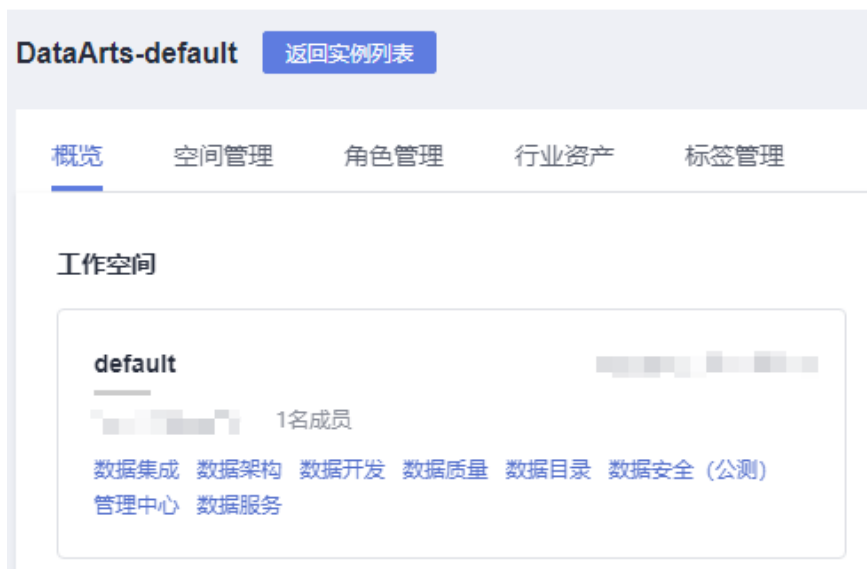 DataArts-default 返回实例列表
概览 空间管理 角色管理 行业资产 标签管理
工作空间
default
1名成员
数据集成 数据架构 数据开发 数据质量 数据目录 数据安全（公测）
管理中心 数据服务